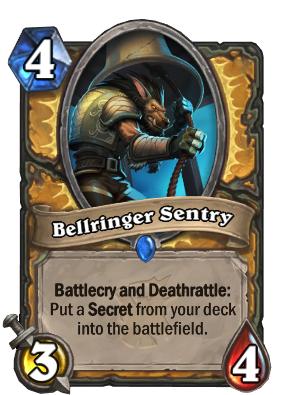 4
Bellringer Sentry
Battlecry and Deathrattle:
Put a Secret from your deck
into the battlefield.
3
4